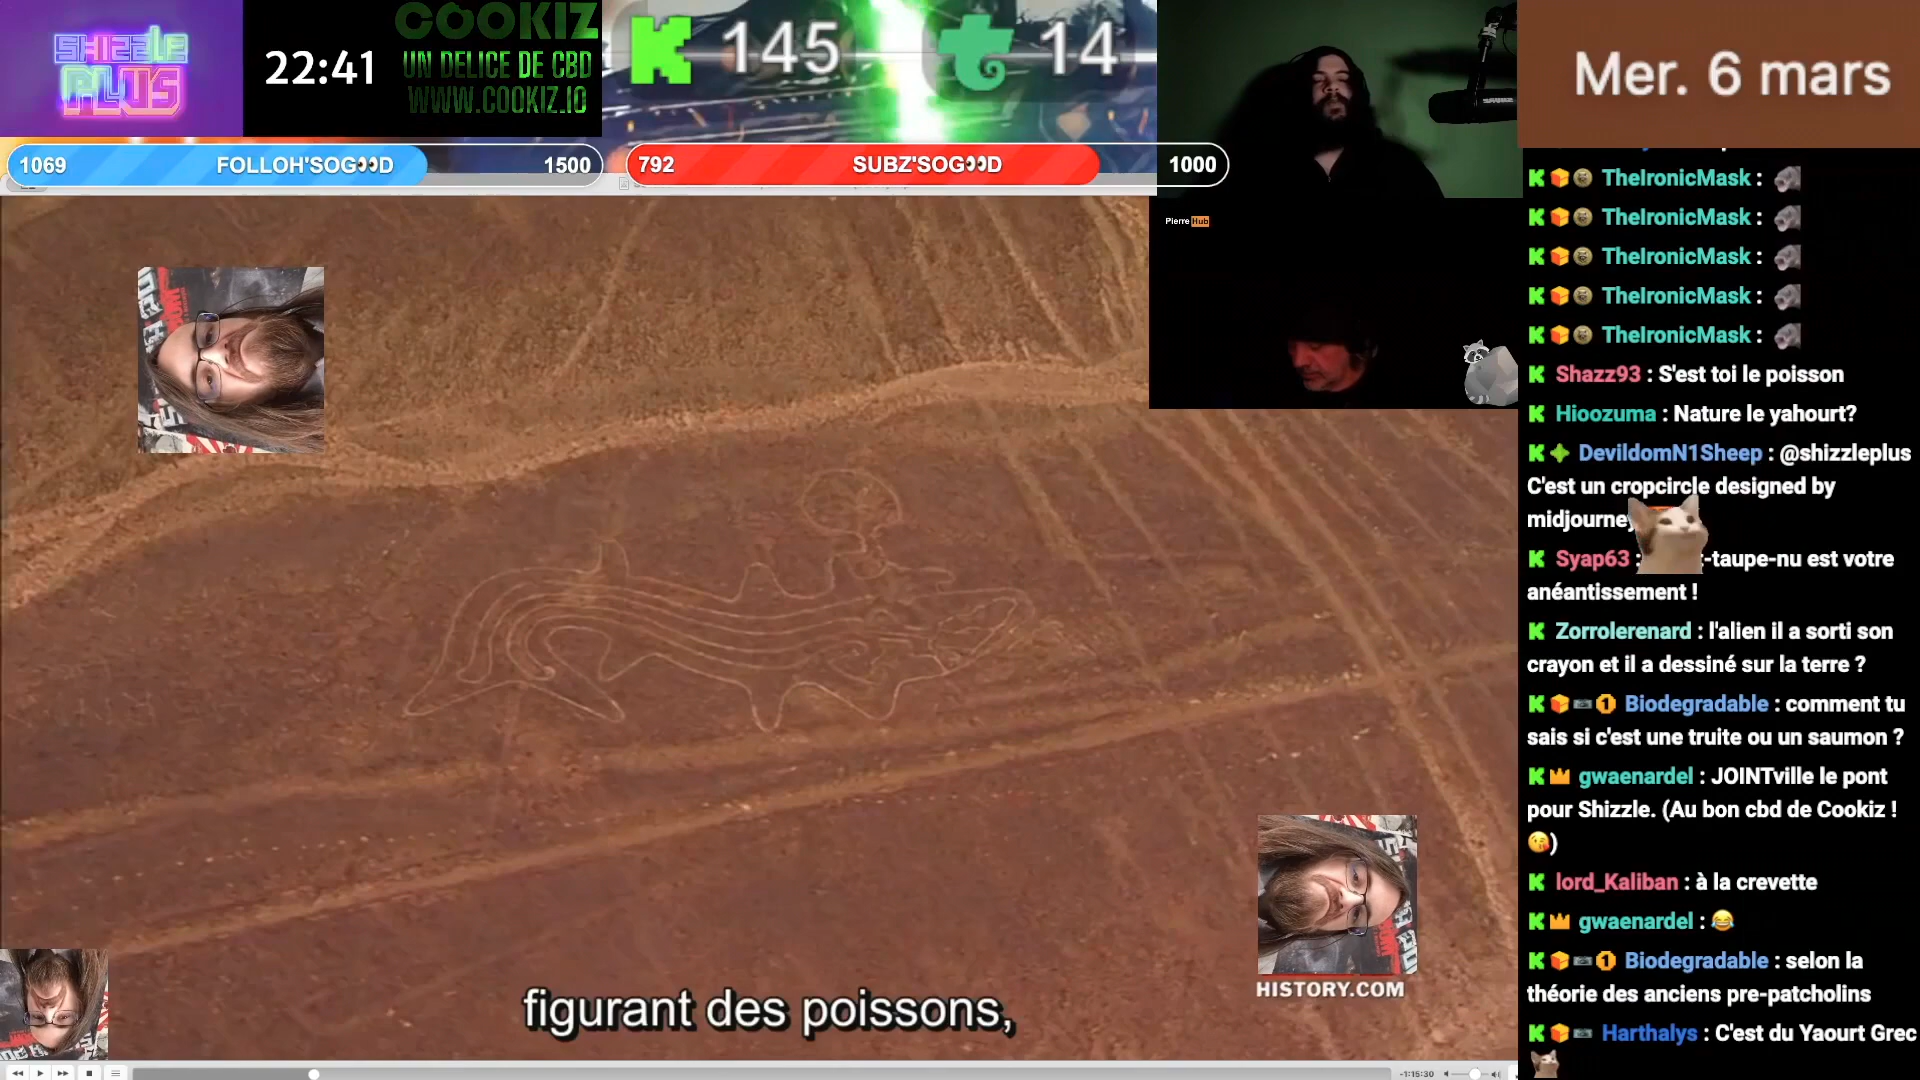 SHIZZLE
PLUS
22:41
COOKIZ
UN DELICE DE CBD
WWW.COOKIZ.IO
145
14
Mer. 6 mars
1069 FOLLOH'SOG👀D 1500
792 SUBZ'SOG👀D 1000
Pierre Hub
TheIronicMask :
TheIronicMask :
TheIronicMask :
TheIronicMask :
TheIronicMask :
Shazz93 : S'est toi le poisson
Hioozuma : Nature le yahourt?
DevildomN1Sheep : @shizzleplus
C'est un cropcircle designed by
midjourney
Syap63 : -taupe-nu est votre
anéantissement !
Zorrolerenard : l'alien il a sorti son
crayon et il a dessiné sur la terre ?
Biodegradable : comment tu
sais si c'est une truite ou un saumon ?
gwaenardel : JOINTville le pont
pour Shizzle. (Au bon cbd de Cookiz !
😘)
lord_Kaliban : à la crevette
gwaenardel : 😂
Biodegradable : selon la
théorie des anciens pre-patcholins
Harthalys : C'est du Yaourt Grec
HISTORY.COM
figurant des poissons,
-1:15:30